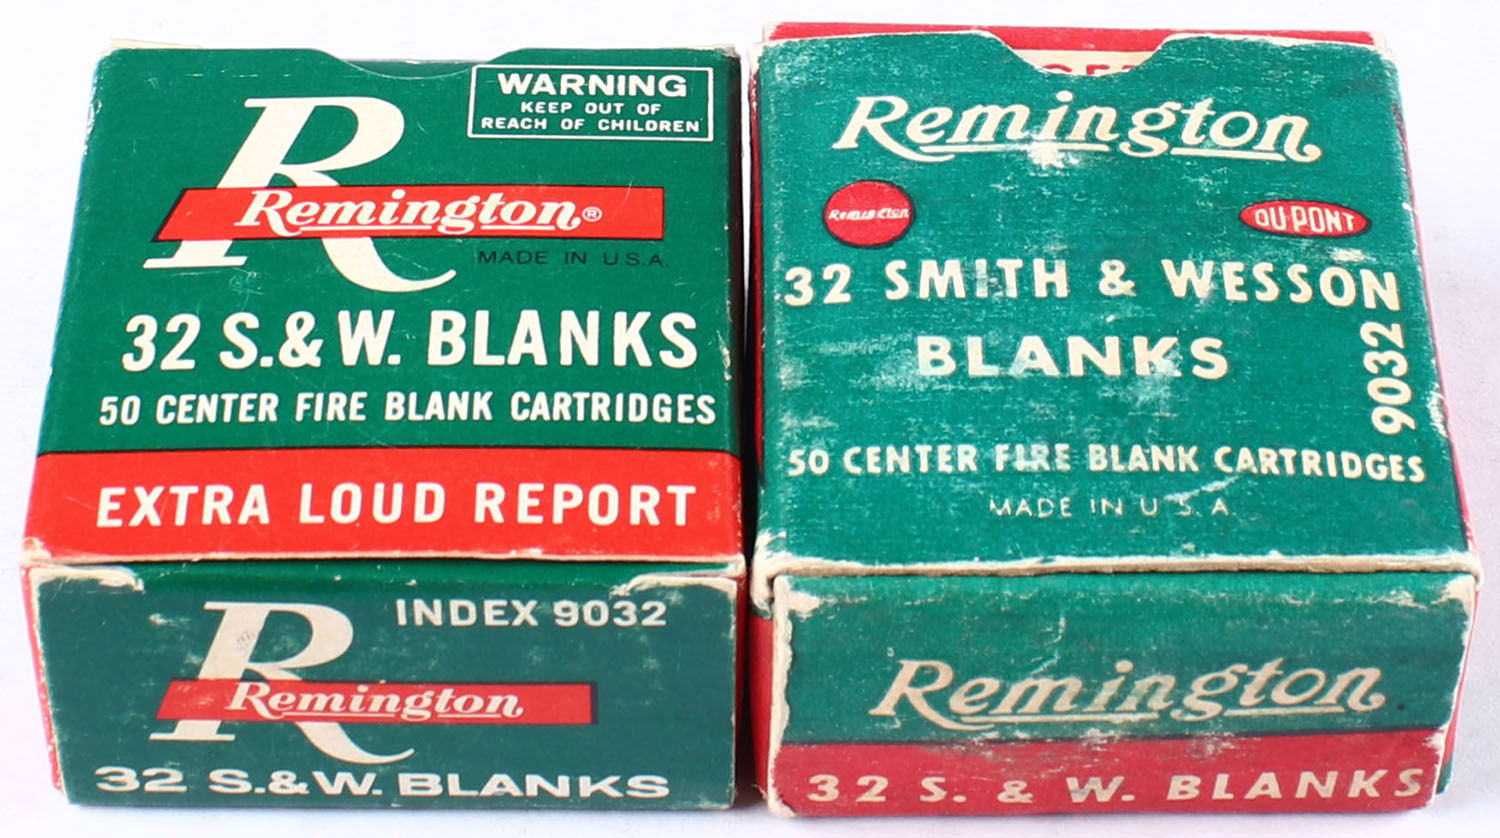 WARNING
KEEP OUT OF
REACH OF CHILDREN
R
Remington®
MADE IN U.S.A.
32 S.&W. BLANKS
50 CENTER FIRE BLANK CARTRIDGES
EXTRA LOUD REPORT
INDEX 9032
R
Remington
32 S.&W. BLANKS
Remington
Remington
DU PONT
32 SMITH & WESSON
BLANKS
9032
50 CENTER FIRE BLANK CARTRIDGES
MADE IN U.S.A.
Remington
32 S. & W. BLANKS